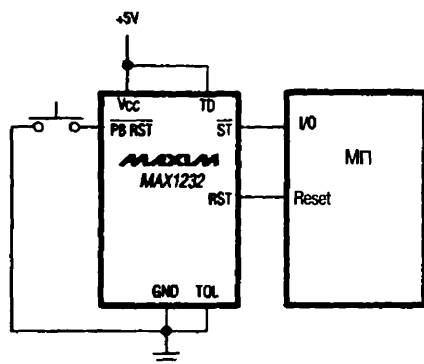 +5V
Vcc TD
PB RST ST I/O
MAXIM МП
MAX1232
RST Reset
GND TOL